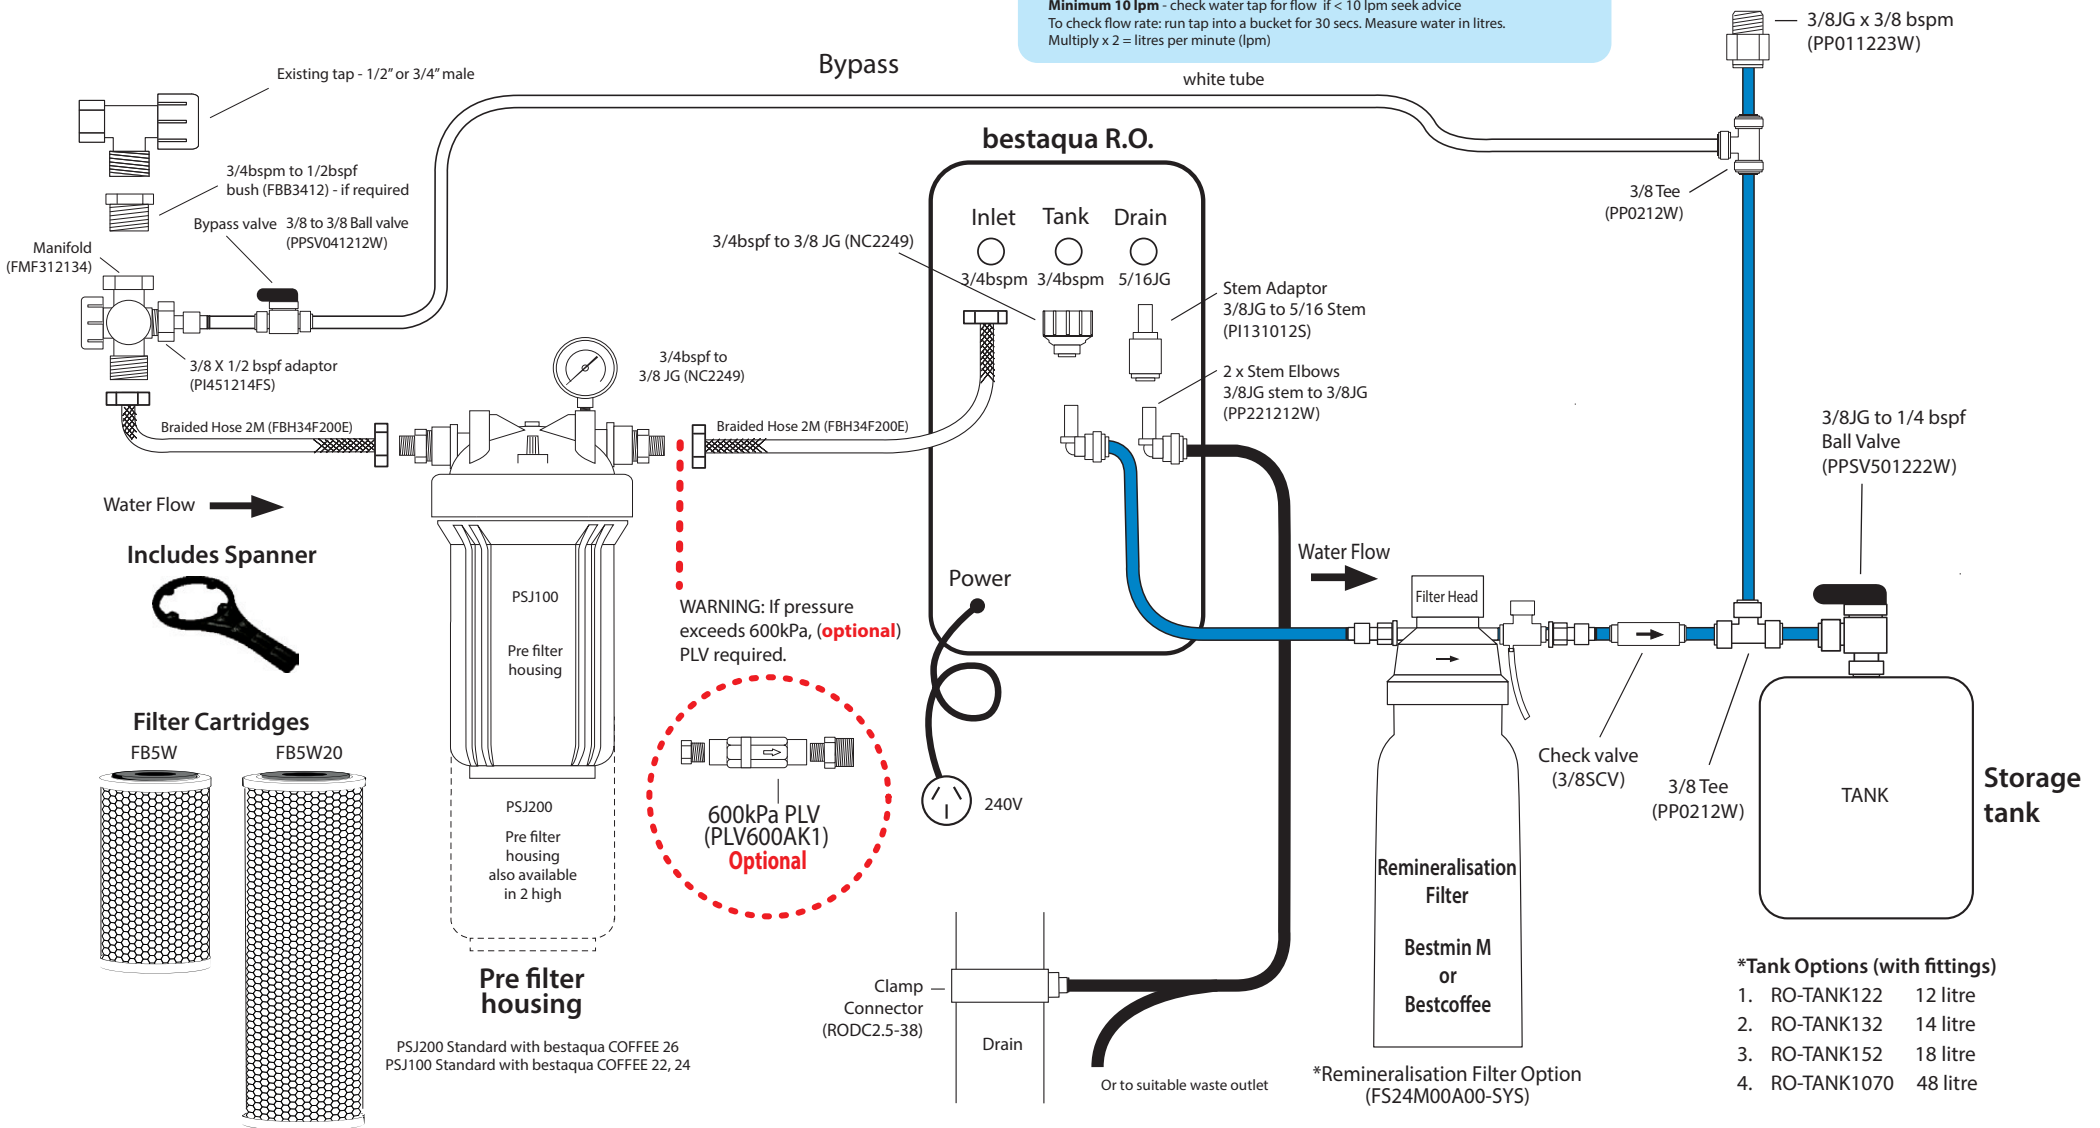 Minimum 10 lpm - check water tap for flow if < 10 lpm seek advice
To check flow rate: run tap into a bucket for 30 secs. Measure water in litres.
Multiply x 2 = litres per minute (lpm)
3/8JG x 3/8 bspm
(PP011223W)
Bypass
Existing tap - 1/2" or 3/4" male
white tube
bestaqua R.O.
3/4bspm to 1/2bspf
bush (FBB3412) - if required
3/8 Tee
(PP0212W)
Bypass valve
3/8 to 3/8 Ball valve
(PPSV041212W)
Manifold
(FMF312134)
Inlet
Tank
Drain
3/4bspm
3/4bspm
5/16JG
3/4bspf to 3/8 JG (NC2249)
Stem Adaptor
3/8JG to 5/16 Stem
(PI131012S)
3/8 X 1/2 bspf adaptor
(PI451214FS)
3/4bspf to
3/8 JG (NC2249)
2 x Stem Elbows
3/8JG stem to 3/8JG
(PP221212W)
Braided Hose 2M (FBH34F200E)
Braided Hose 2M (FBH34F200E)
3/8JG to 1/4 bspf
Ball Valve
(PPSV501222W)
Water Flow
Includes Spanner
PSJ100
Pre filter
housing
WARNING: If pressure
exceeds 600kPa, (optional)
PLV required.
Power
Water Flow
Filter Head
Filter Cartridges
FB5W
FB5W20
PSJ200
Pre filter
housing
also available
in 2 high
600kPa PLV
(PLV600AK1)
Optional
240V
Check valve
(3/8SCV)
3/8 Tee
(PP0212W)
TANK
Storage
tank
Remineralisation
Filter
Bestmin M
or
Bestcoffee
Pre filter
housing
PSJ200 Standard with bestaqua COFFEE 26
PSJ100 Standard with bestaqua COFFEE 22, 24
Clamp
Connector
(RODC2.5-38)
Drain
Or to suitable waste outlet
*Remineralisation Filter Option
(FS24M00A00-SYS)
*Tank Options (with fittings)
1. RO-TANK122 12 litre
2. RO-TANK132 14 litre
3. RO-TANK152 18 litre
4. RO-TANK1070 48 litre